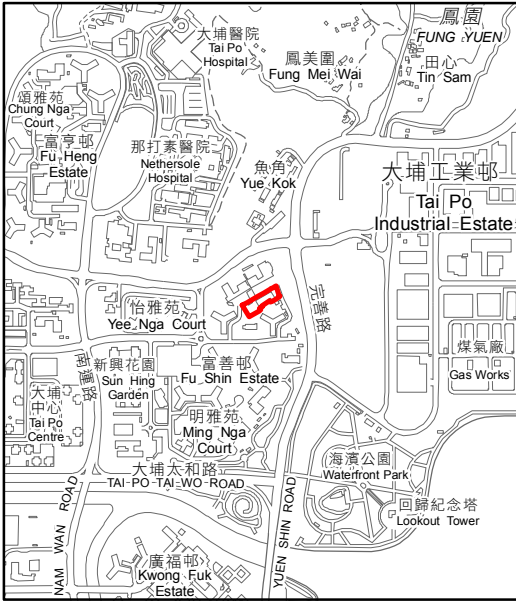 大埔醫院
Tai Po
Hospital
鳳園
FUNG YUEN
鳳美圍
Fung Mei Wai
田心
Tin Sam
頌雅苑
Chung Nga
Court
富亨邨
Fu Heng
Estate
那打素醫院
Nethersole
Hospital
魚角
Yue Kok
大埔工業邨
Tai Po
Industrial Estate
怡雅苑
Yee Nga Court
完善路
南運路
新興花園
Sun Hing
Garden
富善邨
Fu Shin Estate
煤氣廠
Gas Works
大埔
中心
Tai Po
Centre
明雅苑
Ming Nga
Court
大埔太和路
TAI PO TAI WO ROAD
海濱公園
Waterfront Park
回歸紀念塔
Lookout Tower
NAM WAN ROAD
YUEN SHIN ROAD
廣福邨
Kwong Fuk
Estate